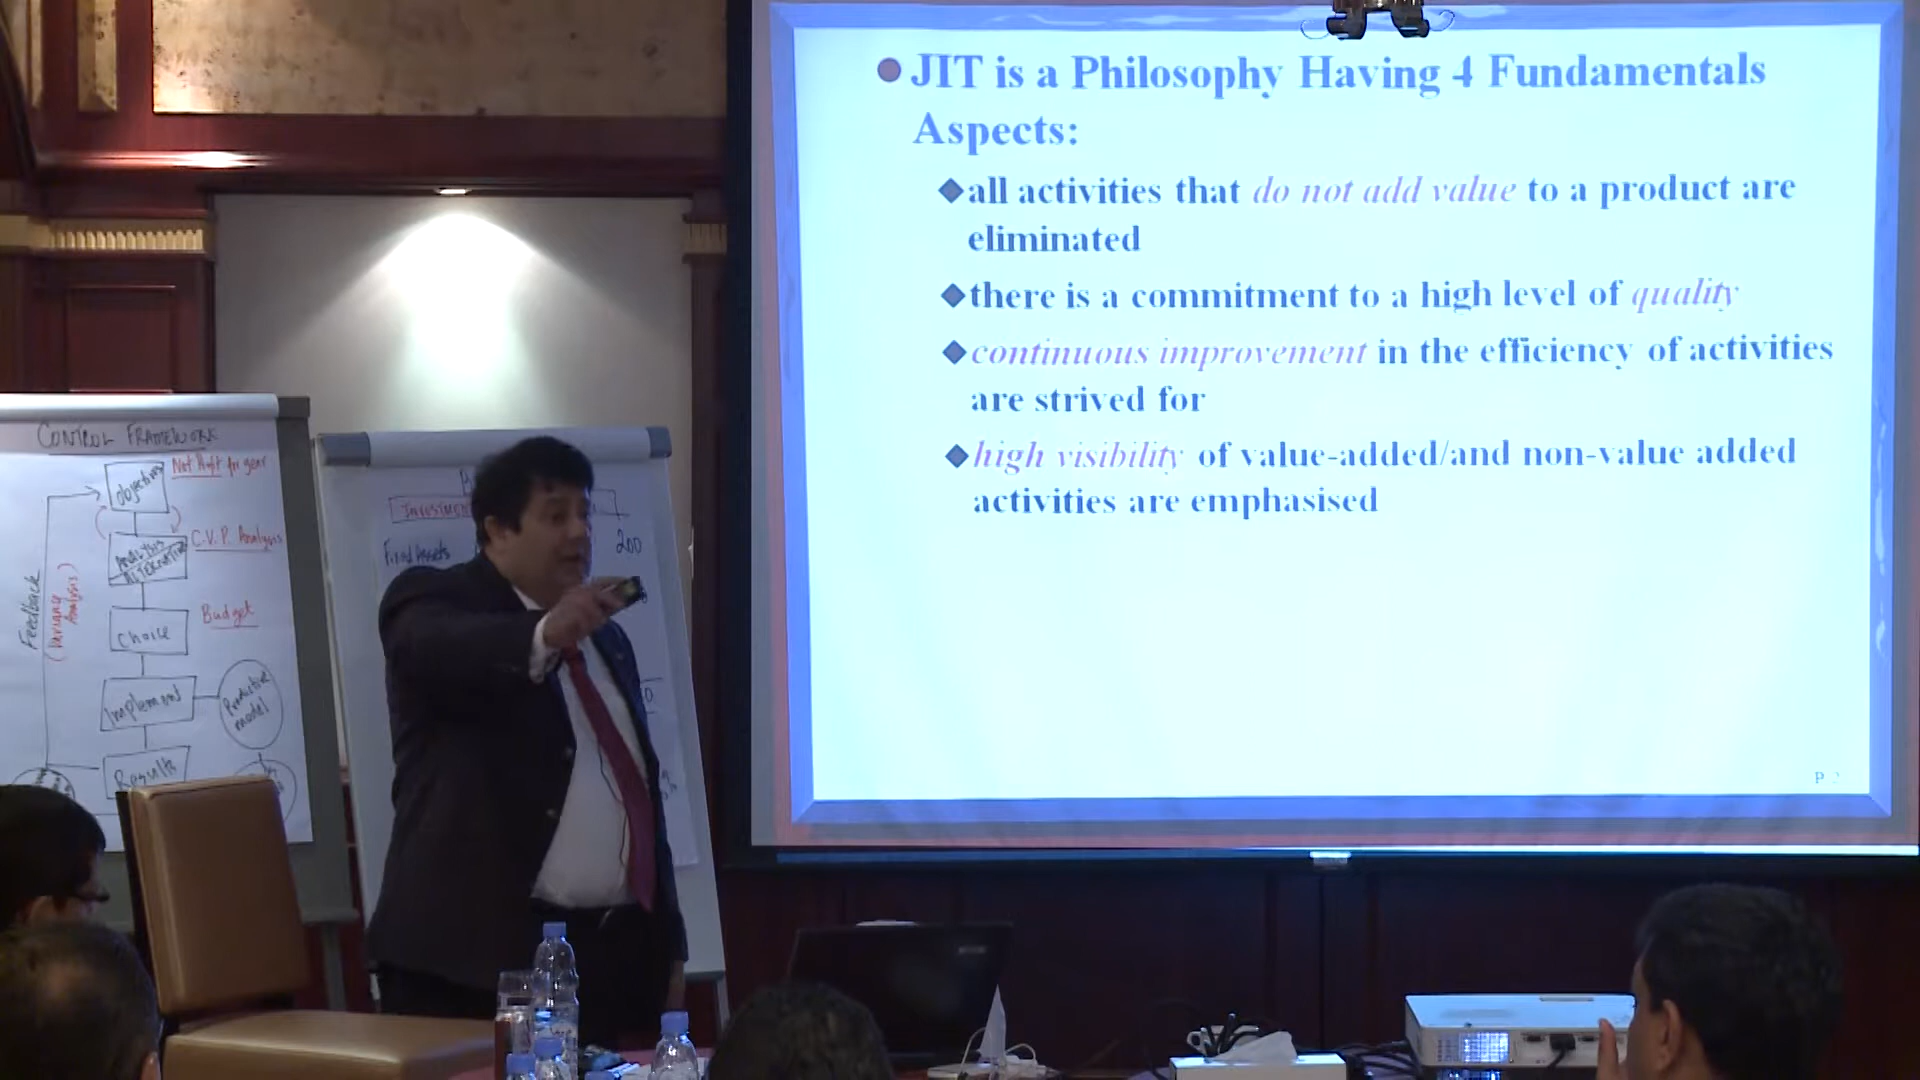 JIT is a Philosophy Having 4 Fundamentals
Aspects:
all activities that do not add value to a product are
eliminated
there is a commitment to a high level of quality
continuous improvement in the efficiency of activities
are strived for
high visibility of value-added/and non-value added
activities are emphasised
P
CONTROL FRAMEWORK
Net Profit for year
Objectives
C.V.P. Analysis
ANALYSIS
ALTERNATIVES
Feedback
(Variance
Analysis)
Budget
Choice
Implement
Predictive
model
Results
Fixed Assets
200